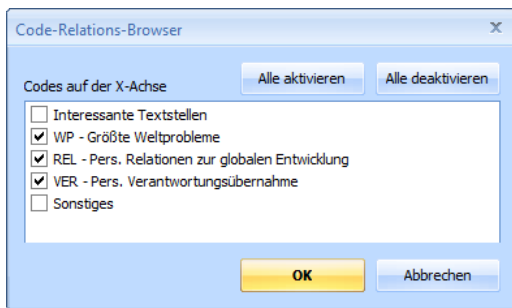 Code-Relations-Browser
Codes auf der X-Achse
Alle aktivieren
Alle deaktivieren
Interessante Textstellen
WP - Größte Weltprobleme
REL - Pers. Relationen zur globalen Entwicklung
VER - Pers. Verantwortungsübernahme
Sonstiges
OK
Abbrechen